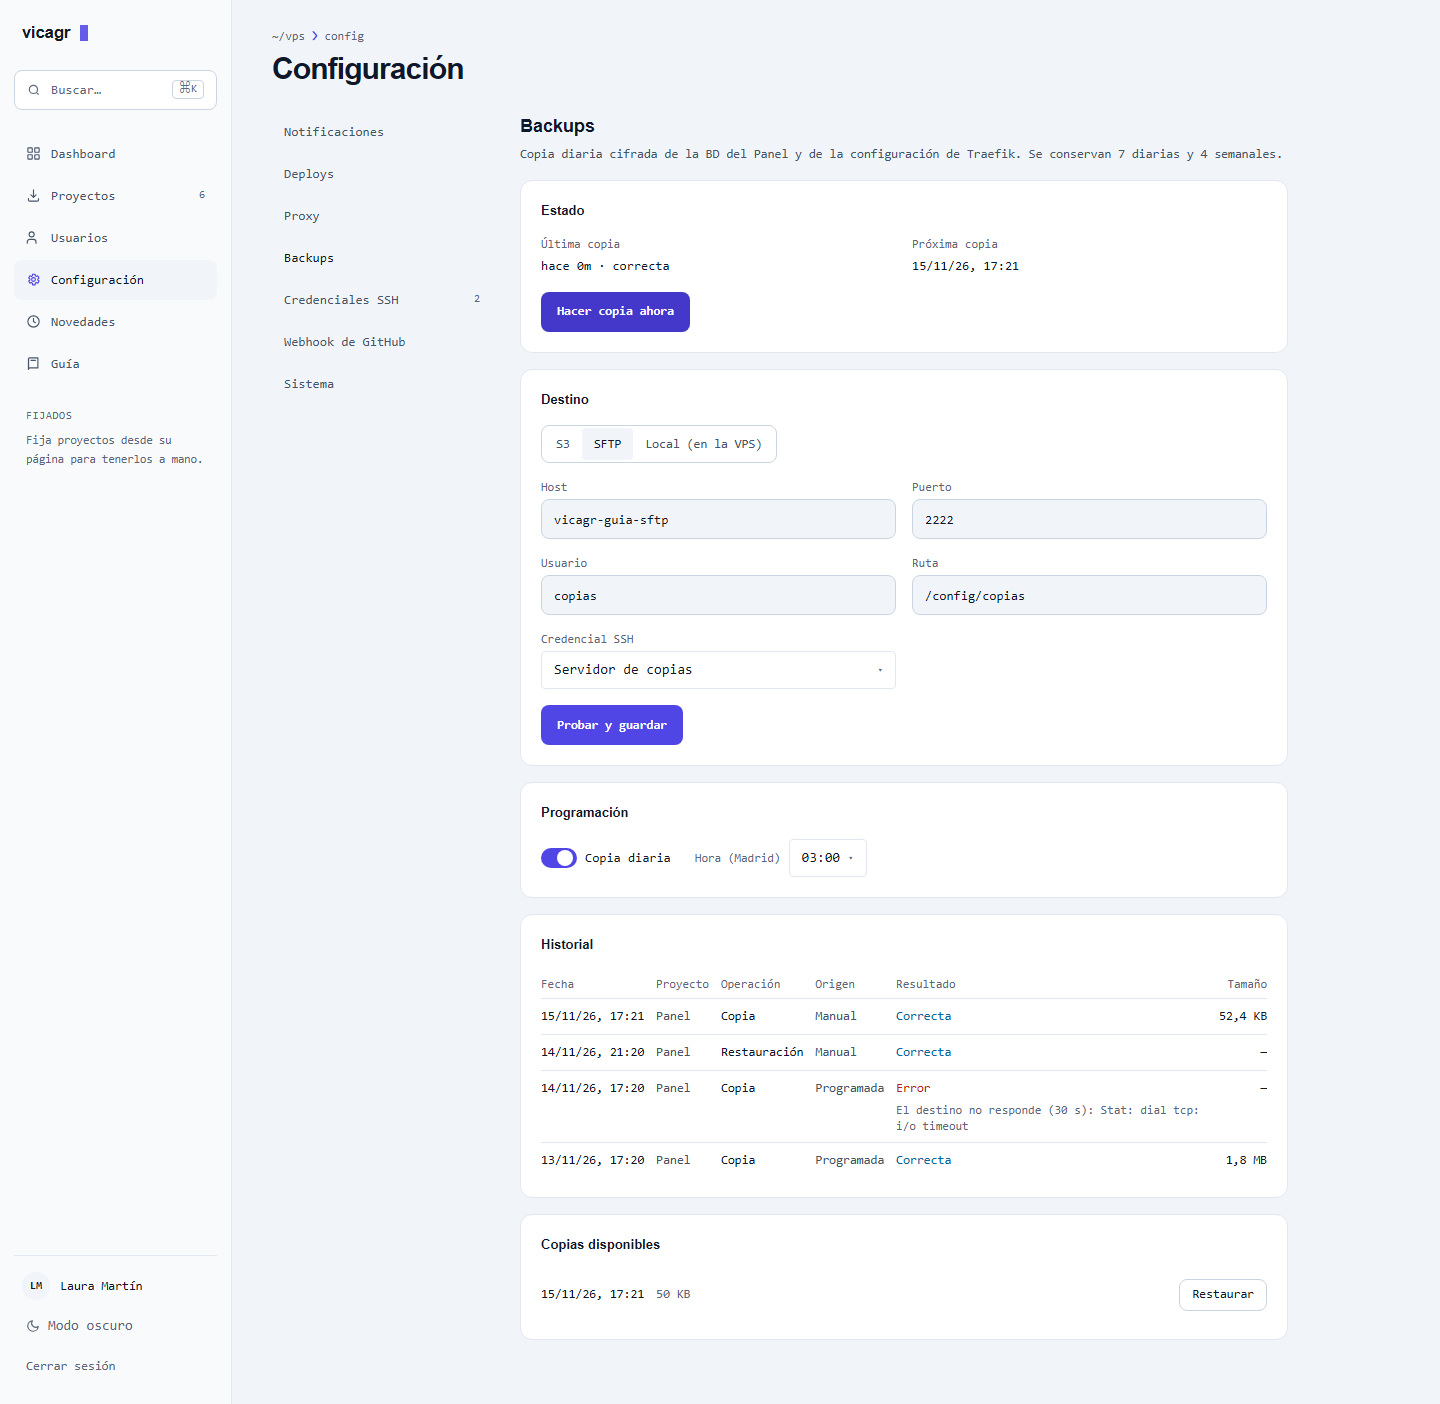 vicagr
Buscar…
⌘K
Dashboard
Proyectos 6
Usuarios
Configuración
Novedades
Guía
FIJADOS
Fija proyectos desde su
página para tenerlos a mano.
LM Laura Martín
Modo oscuro
Cerrar sesión
~/vps ❯ config
Configuración
Notificaciones
Deploys
Proxy
Backups
Credenciales SSH 2
Webhook de GitHub
Sistema
Backups
Copia diaria cifrada de la BD del Panel y de la configuración de Traefik. Se conservan 7 diarias y 4 semanales.
Estado
Última copia Próxima copia
hace 0m · correcta 15/11/26, 17:21
Hacer copia ahora
Destino
S3 SFTP Local (en la VPS)
Host Puerto
vicagr-guia-sftp 2222
Usuario Ruta
copias /config/copias
Credencial SSH
Servidor de copias
Probar y guardar
Programación
Copia diaria Hora (Madrid) 03:00
Historial
Fecha Proyecto Operación Origen Resultado Tamaño
15/11/26, 17:21 Panel Copia Manual Correcta 52,4 KB
14/11/26, 21:20 Panel Restauración Manual Correcta —
14/11/26, 17:20 Panel Copia Programada Error —
El destino no responde (30 s): Stat: dial tcp:
i/o timeout
13/11/26, 17:20 Panel Copia Programada Correcta 1,8 MB
Copias disponibles
15/11/26, 17:21 50 KB Restaurar